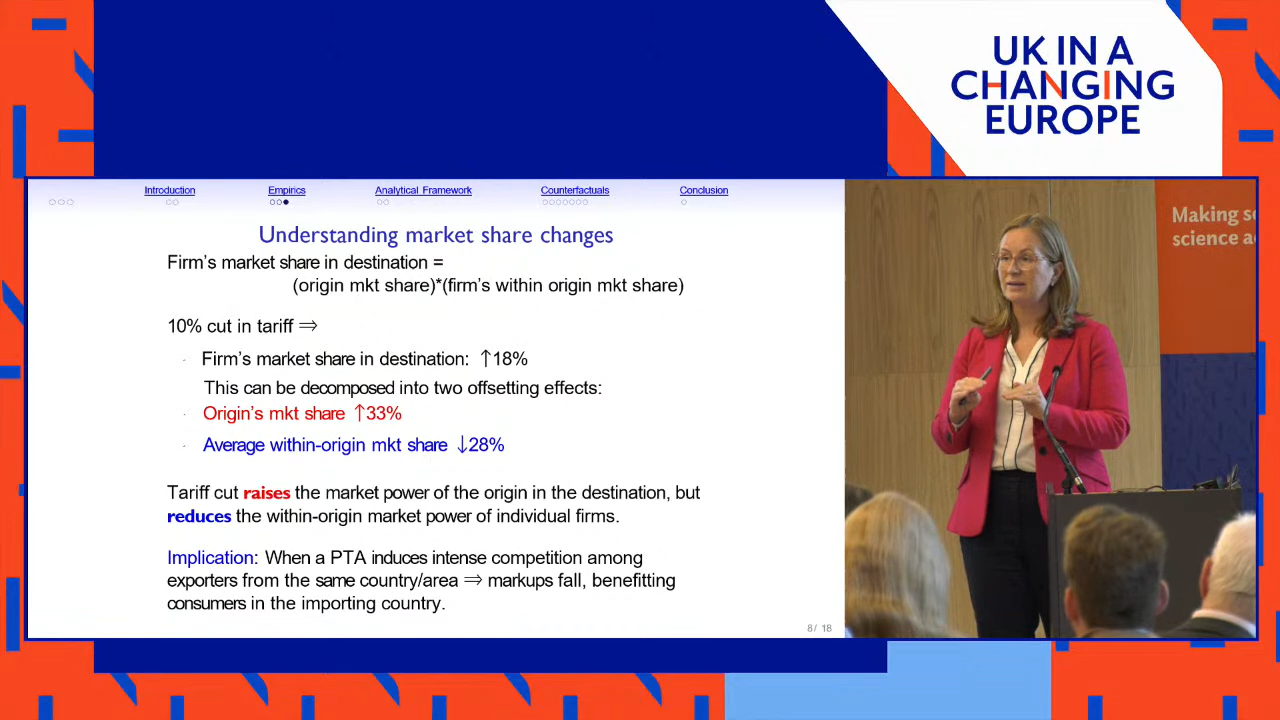 UK IN A
CHANGING
EUROPE
Introduction
Empirics
Analytical Framework
Counterfactuals
Conclusion
Understanding market share changes
Firm's market share in destination =
(origin mkt share)*(firm's within origin mkt share)
10% cut in tariff ⇒
Firm's market share in destination: ↑18%
This can be decomposed into two offsetting effects:
Origin's mkt share ↑33%
Average within-origin mkt share ↓28%
Tariff cut raises the market power of the origin in the destination, but
reduces the within-origin market power of individual firms.
Implication: When a PTA induces intense competition among
exporters from the same country/area ⇒ markups fall, benefitting
consumers in the importing country.
8/ 18
Making s
science a